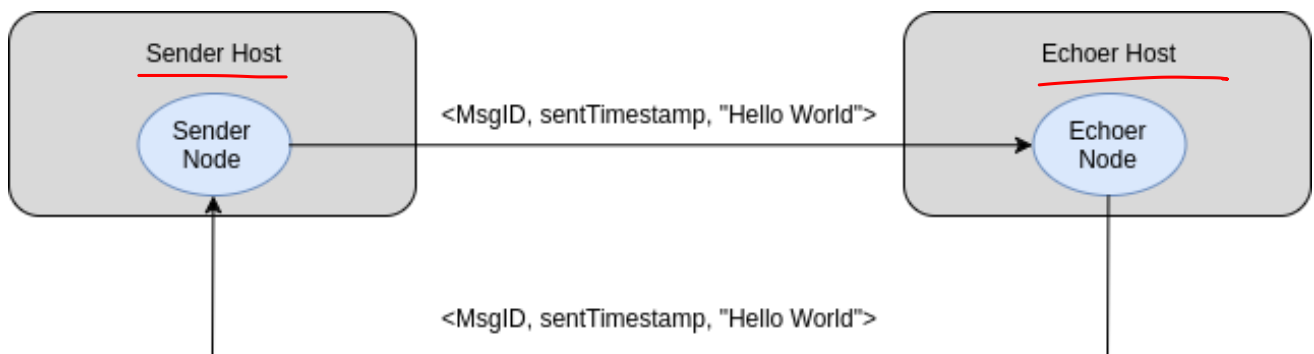 Sender Host
Echoer Host
<MsgID, sentTimestamp, "Hello World">
Sender
Node
Echoer
Node
<MsgID, sentTimestamp, "Hello World">